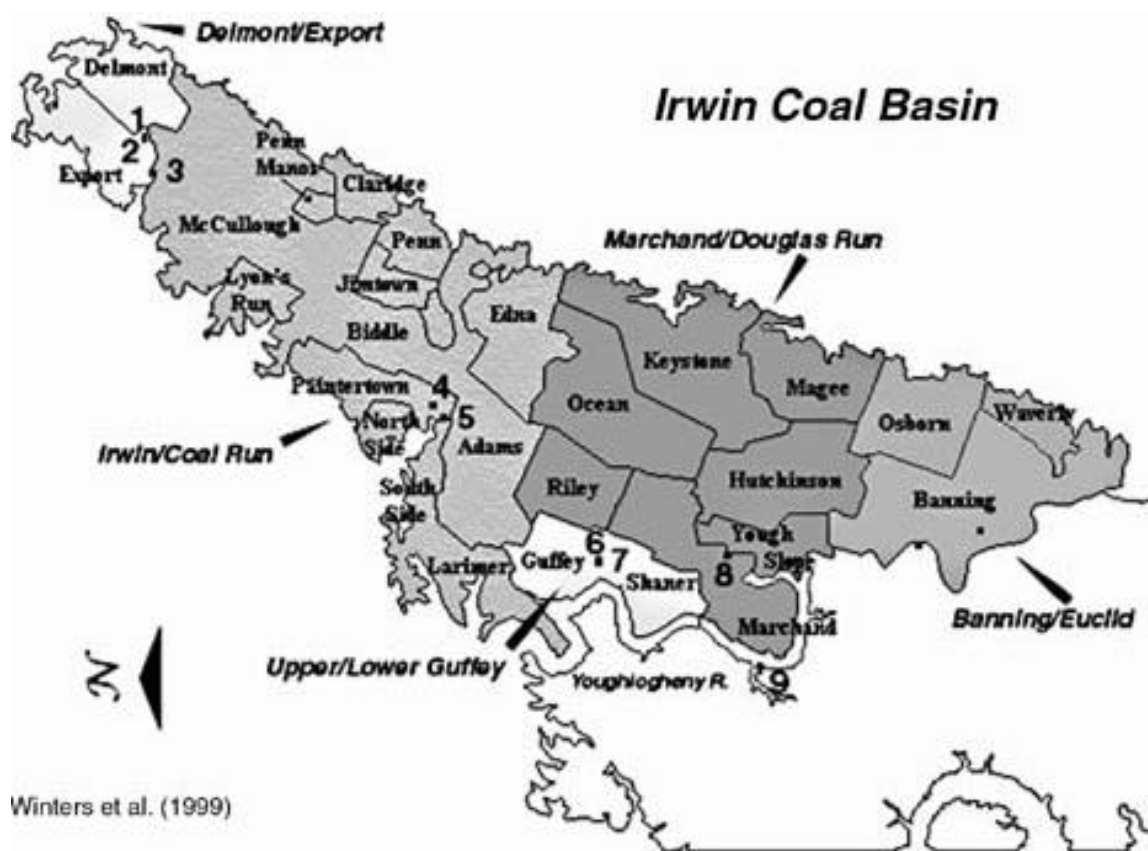 Delmont/Export
Delmont
Irwin Coal Basin
1
2
Penn
Manor
Export
3
Claridge
McCullough
Penn
Marchand/Douglas Run
Lyon's
Run
Jimtown
Edna
Biddle
Keystone
Magee
Paintertown
4
Ocean
Waverly
North
Side
5
Osborn
Adams
Irwin/Coal Run
Hutchinson
South
Side
Riley
Banning
Yough
Slope
6
Guffey
7
8
Larimer
Shaner
Banning/Euclid
Marchand
Upper/Lower Guffey
N
Youghiogheny R.
9
Winters et al. (1999)